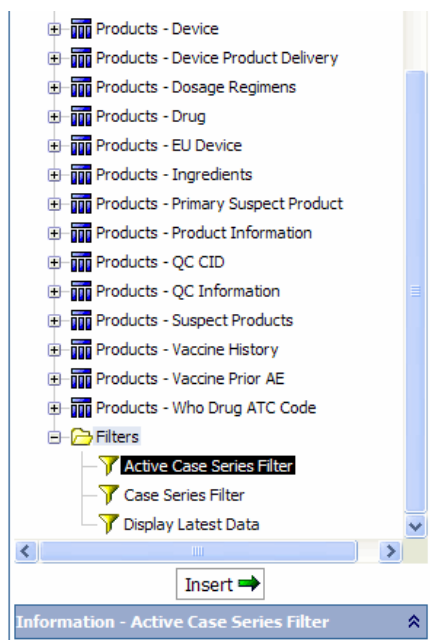 Products - Device
Products - Device Product Delivery
Products - Dosage Regimens
Products - Drug
Products - EU Device
Products - Ingredients
Products - Primary Suspect Product
Products - Product Information
Products - QC CID
Products - QC Information
Products - Suspect Products
Products - Vaccine History
Products - Vaccine Prior AE
Products - Who Drug ATC Code
Filters
Active Case Series Filter
Case Series Filter
Display Latest Data
Insert
Information - Active Case Series Filter